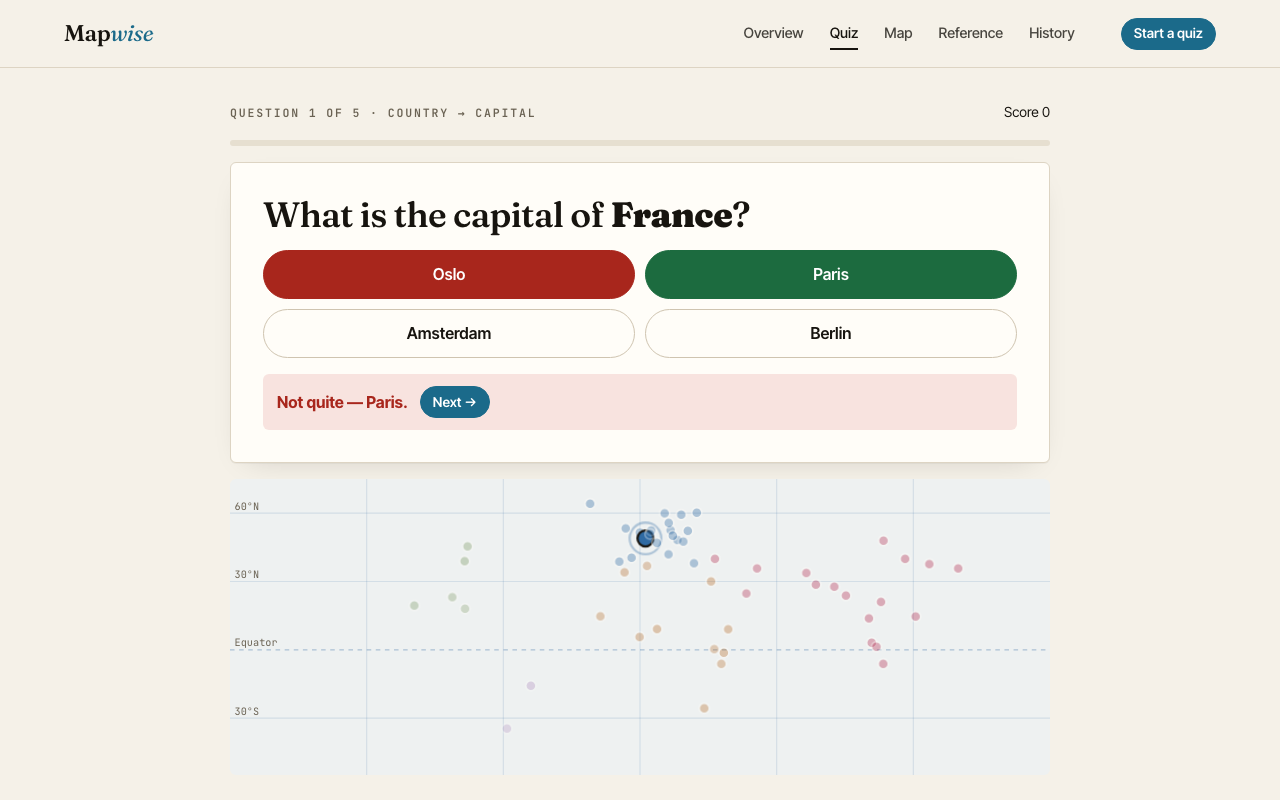 Mapwise
Overview Quiz Map Reference History Start a quiz
QUESTION 1 OF 5 · COUNTRY → CAPITAL
Score 0
What is the capital of France?
Oslo
Paris
Amsterdam
Berlin
Not quite — Paris. Next →
60°N
30°N
Equator
30°S